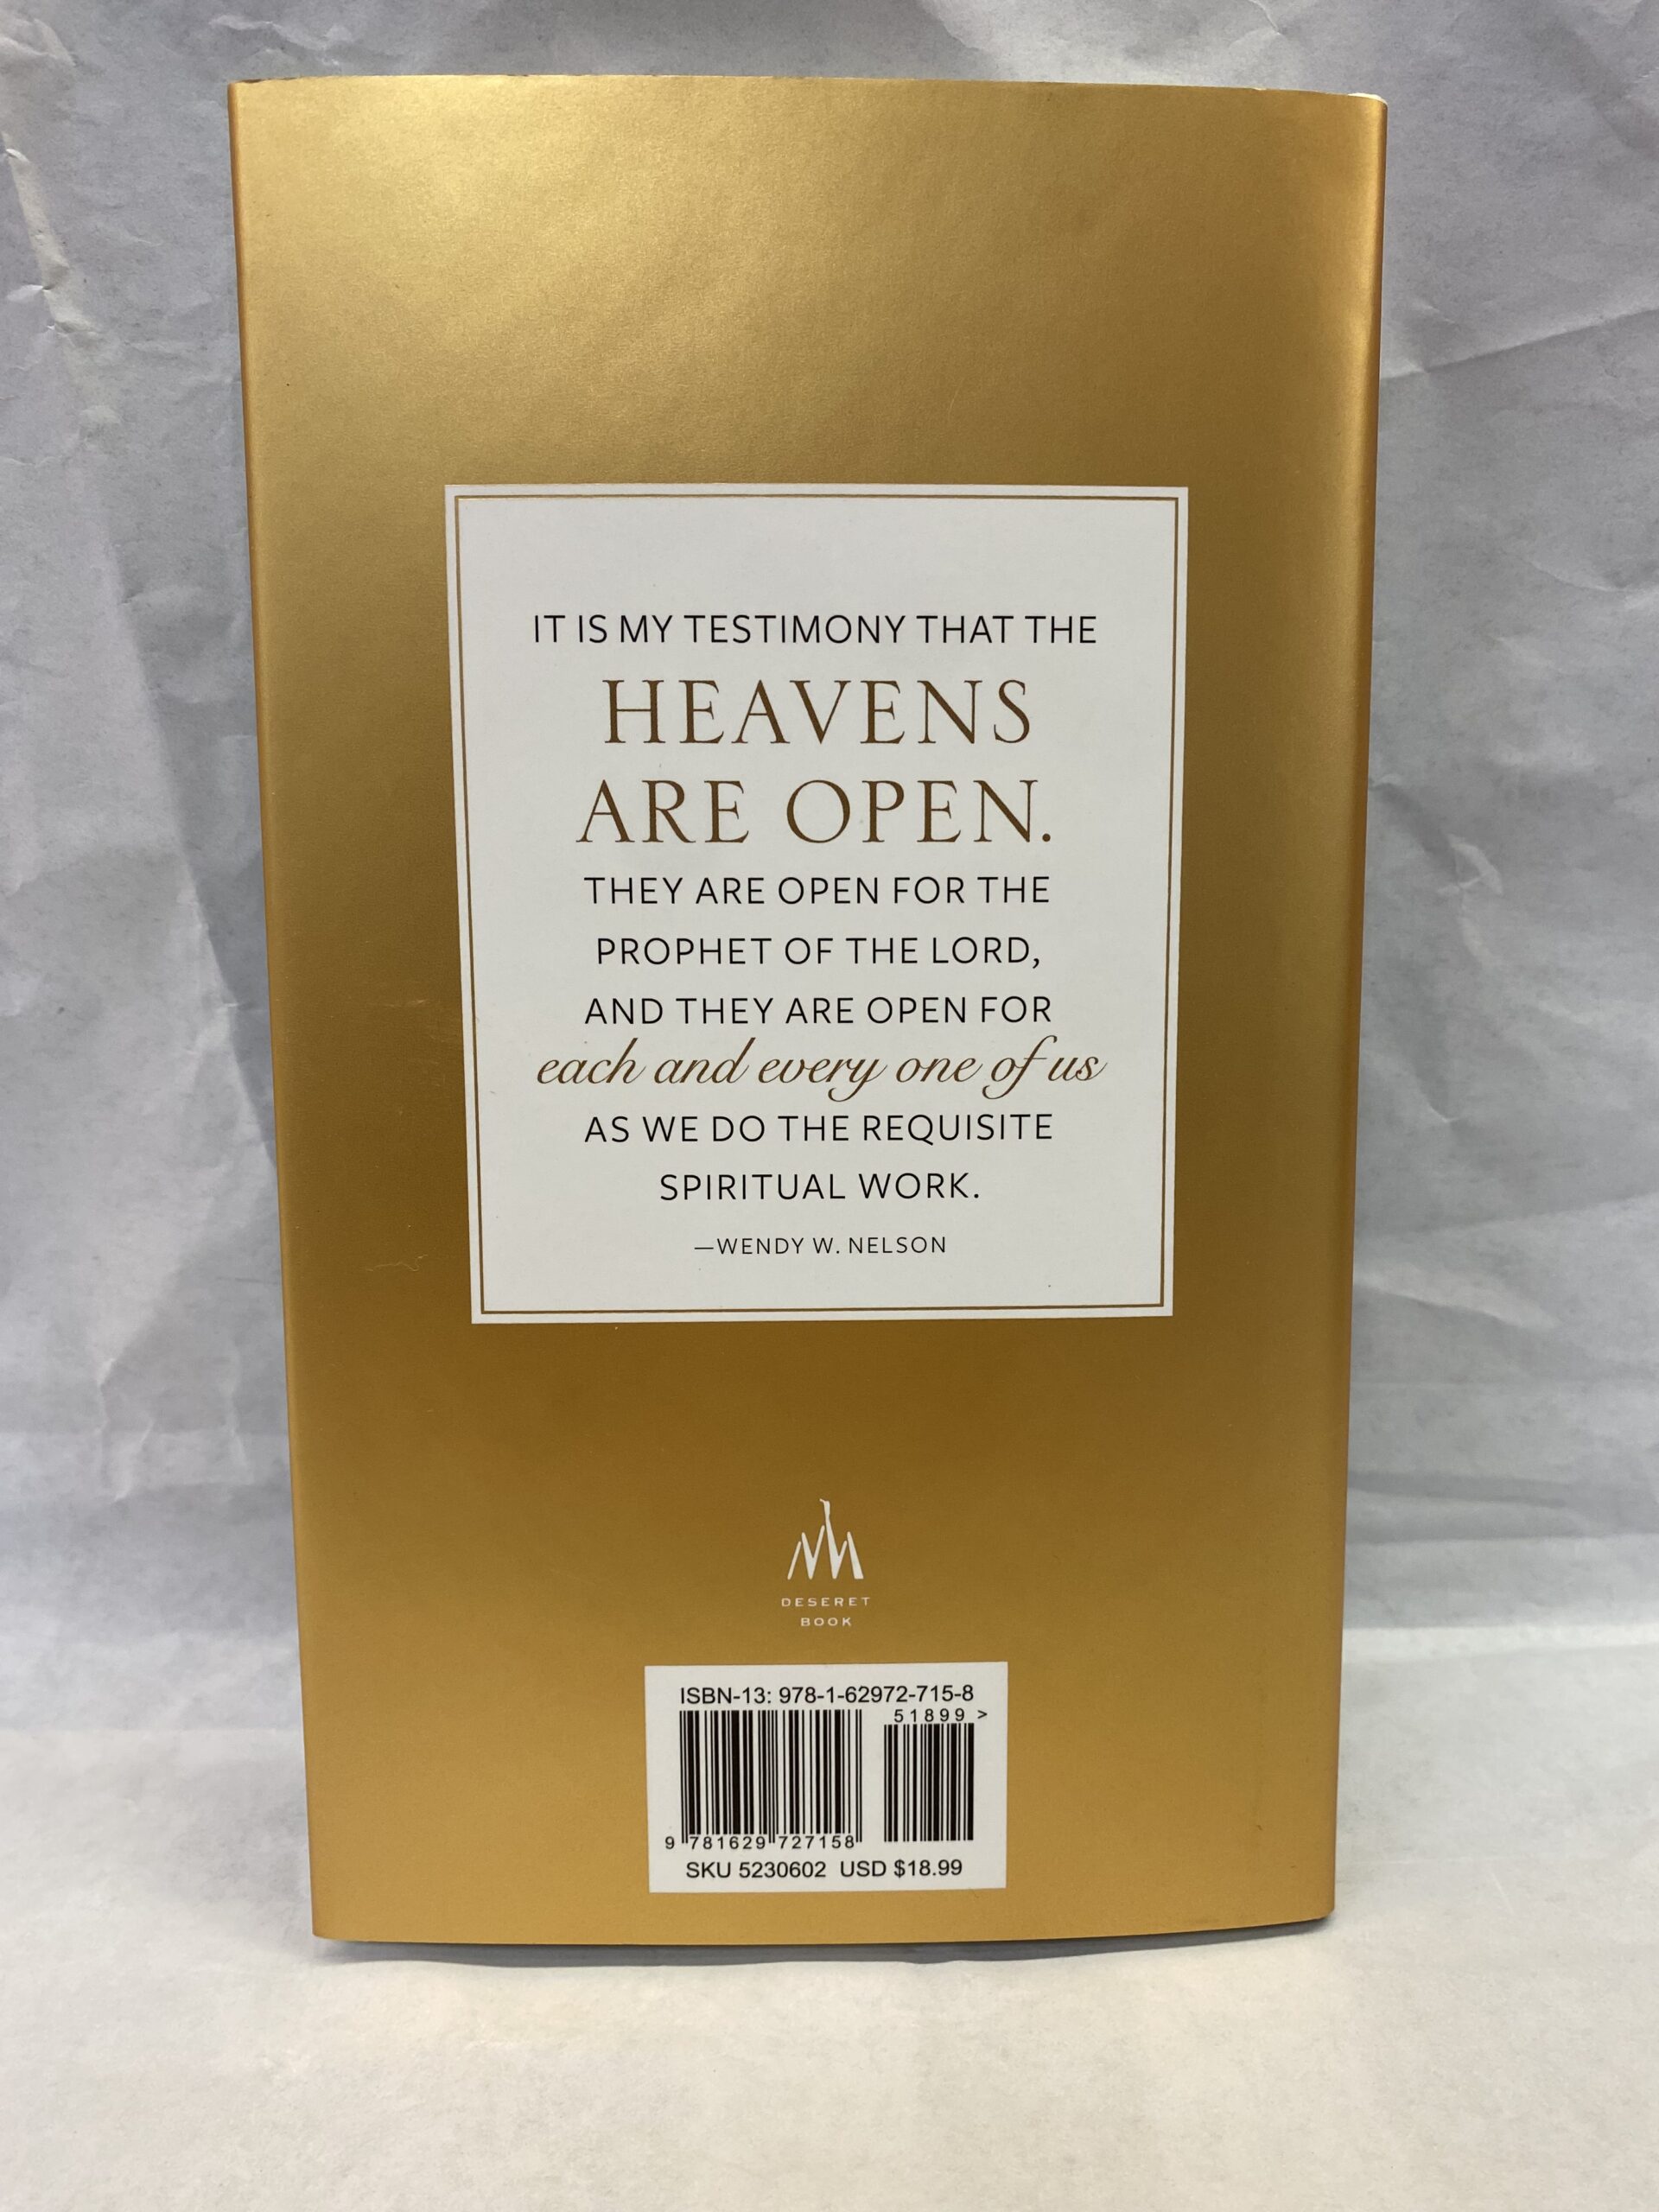 IT IS MY TESTIMONY THAT THE
HEAVENS
ARE OPEN.
THEY ARE OPEN FOR THE
PROPHET OF THE LORD,
AND THEY ARE OPEN FOR
each and every one of us
AS WE DO THE REQUISITE
SPIRITUAL WORK.
—WENDY W. NELSON
DESERET
BOOK
ISBN-13: 978-1-62972-715-8
51899 >
9 781629 727158
SKU 5230602 USD $18.99